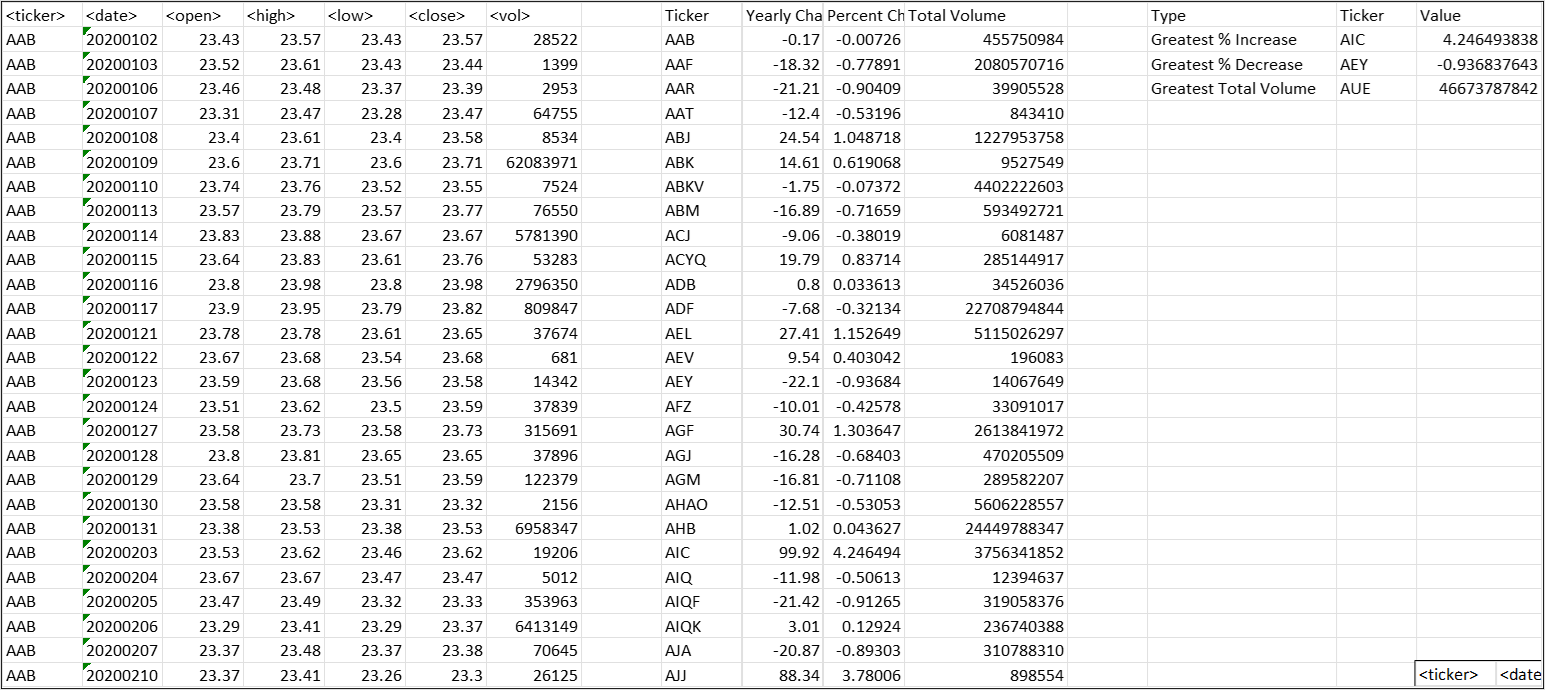 <ticker> <date> <open> <high> <low> <close> <vol> Ticker Yearly Cha Percent Ch Total Volume Type Ticker Value
AAB 20200102 23.43 23.57 23.43 23.57 28522 AAB -0.17 -0.00726 455750984 Greatest % Increase AIC 4.246493838
AAB 20200103 23.52 23.61 23.43 23.44 1399 AAF -18.32 -0.77891 2080570716 Greatest % Decrease AEY -0.936837643
AAB 20200106 23.46 23.48 23.37 23.39 2953 AAR -21.21 -0.90409 39905528 Greatest Total Volume AUE 46673787842
AAB 20200107 23.31 23.47 23.28 23.47 64755 AAT -12.4 -0.53196 843410
AAB 20200108 23.4 23.61 23.4 23.58 8534 ABJ 24.54 1.048718 1227953758
AAB 20200109 23.6 23.71 23.6 23.71 62083971 ABK 14.61 0.619068 9527549
AAB 20200110 23.74 23.76 23.52 23.55 7524 ABKV -1.75 -0.07372 4402222603
AAB 20200113 23.57 23.79 23.57 23.77 76550 ABM -16.89 -0.71659 593492721
AAB 20200114 23.83 23.88 23.67 23.67 5781390 ACJ -9.06 -0.38019 6081487
AAB 20200115 23.64 23.83 23.61 23.76 53283 ACYQ 19.79 0.83714 285144917
AAB 20200116 23.8 23.98 23.8 23.98 2796350 ADB 0.8 0.033613 34526036
AAB 20200117 23.9 23.95 23.79 23.82 809847 ADF -7.68 -0.32134 22708794844
AAB 20200121 23.78 23.78 23.61 23.65 37674 AEL 27.41 1.152649 5115026297
AAB 20200122 23.67 23.68 23.54 23.68 681 AEV 9.54 0.403042 196083
AAB 20200123 23.59 23.68 23.56 23.58 14342 AEY -22.1 -0.93684 14067649
AAB 20200124 23.51 23.62 23.5 23.59 37839 AFZ -10.01 -0.42578 33091017
AAB 20200127 23.58 23.73 23.58 23.73 315691 AGF 30.74 1.303647 2613841972
AAB 20200128 23.8 23.81 23.65 23.65 37896 AGJ -16.28 -0.68403 470205509
AAB 20200129 23.64 23.7 23.51 23.59 122379 AGM -16.81 -0.71108 289582207
AAB 20200130 23.58 23.58 23.31 23.32 2156 AHAO -12.51 -0.53053 5606228557
AAB 20200131 23.38 23.53 23.38 23.53 6958347 AHB 1.02 0.043627 24449788347
AAB 20200203 23.53 23.62 23.46 23.62 19206 AIC 99.92 4.246494 3756341852
AAB 20200204 23.67 23.67 23.47 23.47 5012 AIQ -11.98 -0.50613 12394637
AAB 20200205 23.47 23.49 23.32 23.33 353963 AIQF -21.42 -0.91265 319058376
AAB 20200206 23.29 23.41 23.29 23.37 6413149 AIQK 3.01 0.12924 236740388
AAB 20200207 23.37 23.48 23.37 23.38 70645 AJA -20.87 -0.89303 310788310
AAB 20200210 23.37 23.41 23.26 23.3 26125 AJJ 88.34 3.78006 898554 <ticker> <date